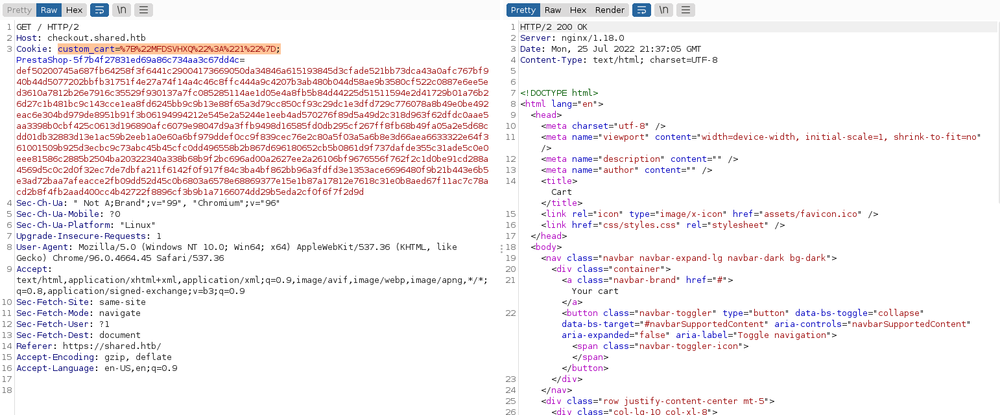 Pretty Raw Hex \n
1 GET / HTTP/2
2 Host: checkout.shared.htb
3 Cookie: custom_cart=%7B%22MFDSVHXQ%22%3A%221%22%7D;
PrestaShop-5f7b4f27831ed69a86c734aa3c67dd4c=
def50200745a687fb64258f3f6441c29004173669050da34846a615193845d3cfade521bb73dca43a0afc767bf9
40b44d5077202bbfb31751f4e27a74f14a4c46c8ffc444a9c4207b3ab480b044d58ae9b3580cf522c0887e6ee5e
d3610a7812b26e7916c35529f930137a7fc085285114ae1d05e4a8fb5b84d44225d51511594e2d41729b01a76b2
6d27c1b481bc9c143cce1ea8fd6245bb9c9b13e88f65a3d79cc850cf93c29dc1e3dfd729c776078a8b49e0be492
eac6e304bd979de8951b91f3b06194994212e545e2a5244e1eeb4ad570276f89d5a49d2c318d963f62dfdc0aae5
aa3398b0cbf425c0613d196890afc6079e98047d9a3ffb9498d16585fd0db295cf267ff8fb68b49fa05a2e5d68c
dd01db32883d13e1ac59b2eeb1a0e60a6bf979ddef0cc9f839cec76e2c80a5f03a5a6b8e3d66aea6633322e64f3
61001509b925d3ecbc9c73abc45b45cfc0dd496558b2b867d696180652cb5b0861d9f737dafde355c31ade5c0e0
eee81586c2885b2504ba20322340a338b68b9f2bc696ad00a2627ee2a26106bf9676556f762f2c1d0be91cd288a
4569d5c0c2d0f32ec7de7dbfa211f6142f0f917f84c3ba4bf862bb96a3fdfd3e1353ace6696480f9b21b443e6b5
e3ad72baa7afeacce2fb09dd52d45c0b6803a6578e68869377e15e1b87a17812e7618c31e0b8aed67f11ac7c78a
cd2b8f4fb2aad400cc4b42722f8896cf3b9b1a7166074dd29b5eda2cf0f6f7f2d9d
4 Sec-Ch-Ua: " Not A;Brand";v="99", "Chromium";v="96"
5 Sec-Ch-Ua-Mobile: ?0
6 Sec-Ch-Ua-Platform: "Linux"
7 Upgrade-Insecure-Requests: 1
8 User-Agent: Mozilla/5.0 (Windows NT 10.0; Win64; x64) AppleWebKit/537.36 (KHTML, like
Gecko) Chrome/96.0.4664.45 Safari/537.36
9 Accept:
text/html,application/xhtml+xml,application/xml;q=0.9,image/avif,image/webp,image/apng,*/*;
q=0.8,application/signed-exchange;v=b3;q=0.9
10 Sec-Fetch-Site: same-site
11 Sec-Fetch-Mode: navigate
12 Sec-Fetch-User: ?1
13 Sec-Fetch-Dest: document
14 Referer: https://shared.htb/
15 Accept-Encoding: gzip, deflate
16 Accept-Language: en-US,en;q=0.9
17
18
Pretty Raw Hex Render \n
1 HTTP/2 200 OK
2 Server: nginx/1.18.0
3 Date: Mon, 25 Jul 2022 21:37:05 GMT
4 Content-Type: text/html; charset=UTF-8
5
6
7 <!DOCTYPE html>
8 <html lang="en">
9 <head>
10 <meta charset="utf-8" />
11 <meta name="viewport" content="width=device-width, initial-scale=1, shrink-to-fit=no"
/>
12 <meta name="description" content="" />
13 <meta name="author" content="" />
14 <title>
Cart
</title>
15 <link rel="icon" type="image/x-icon" href="assets/favicon.ico" />
16 <link href="css/styles.css" rel="stylesheet" />
17 </head>
18 <body>
19 <nav class="navbar navbar-expand-lg navbar-dark bg-dark">
20 <div class="container">
21 <a class="navbar-brand" href="#">
Your cart
</a>
22 <button class="navbar-toggler" type="button" data-bs-toggle="collapse"
data-bs-target="#navbarSupportedContent" aria-controls="navbarSupportedContent"
aria-expanded="false" aria-label="Toggle navigation">
<span class="navbar-toggler-icon">
</span>
</button>
23 </div>
24 </nav>
25 <div class="row justify-content-center mt-5">
26 <div class="col-lg-10 col-xl-8">